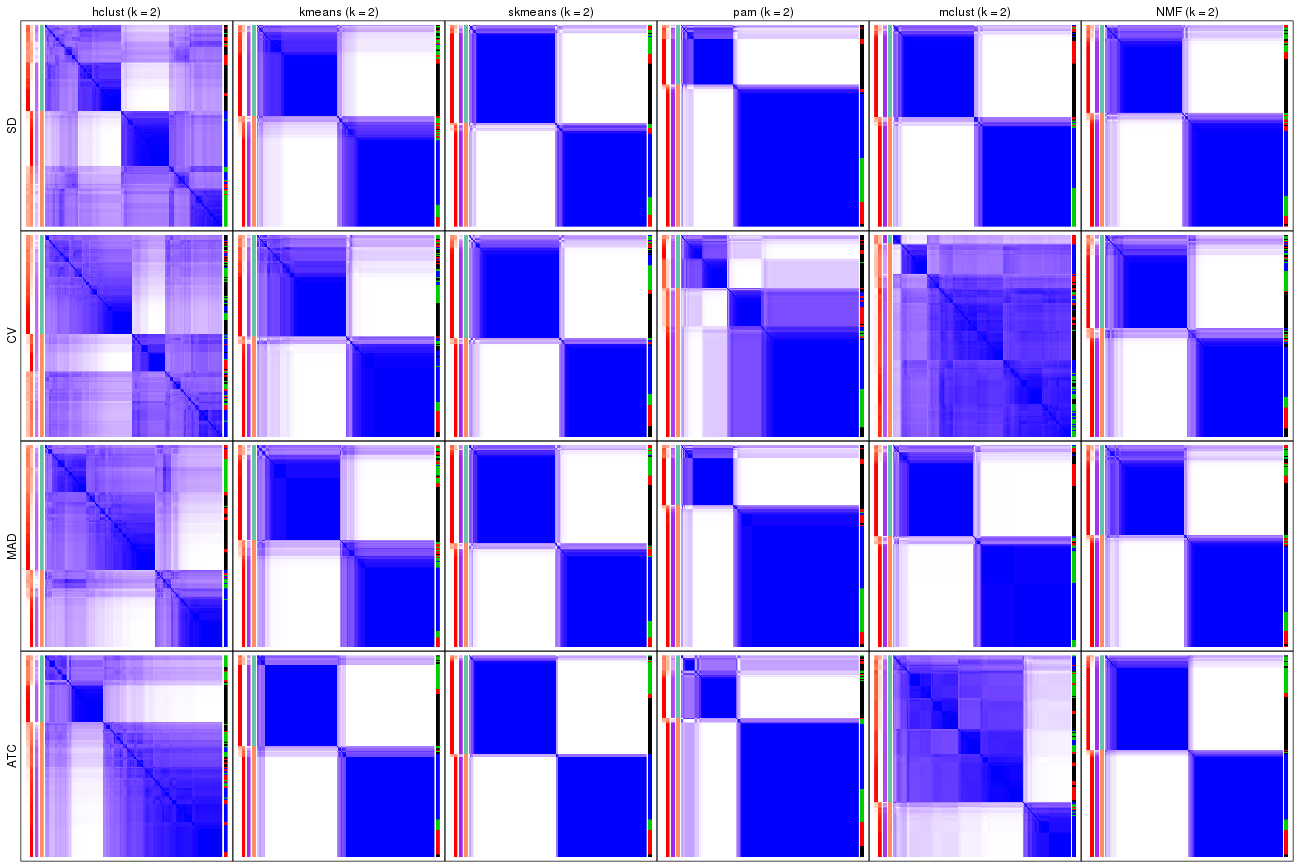 hclust (k = 2) kmeans (k = 2) skmeans (k = 2) pam (k = 2) mclust (k = 2) NMF (k = 2)
SD
CV
MAD
ATC